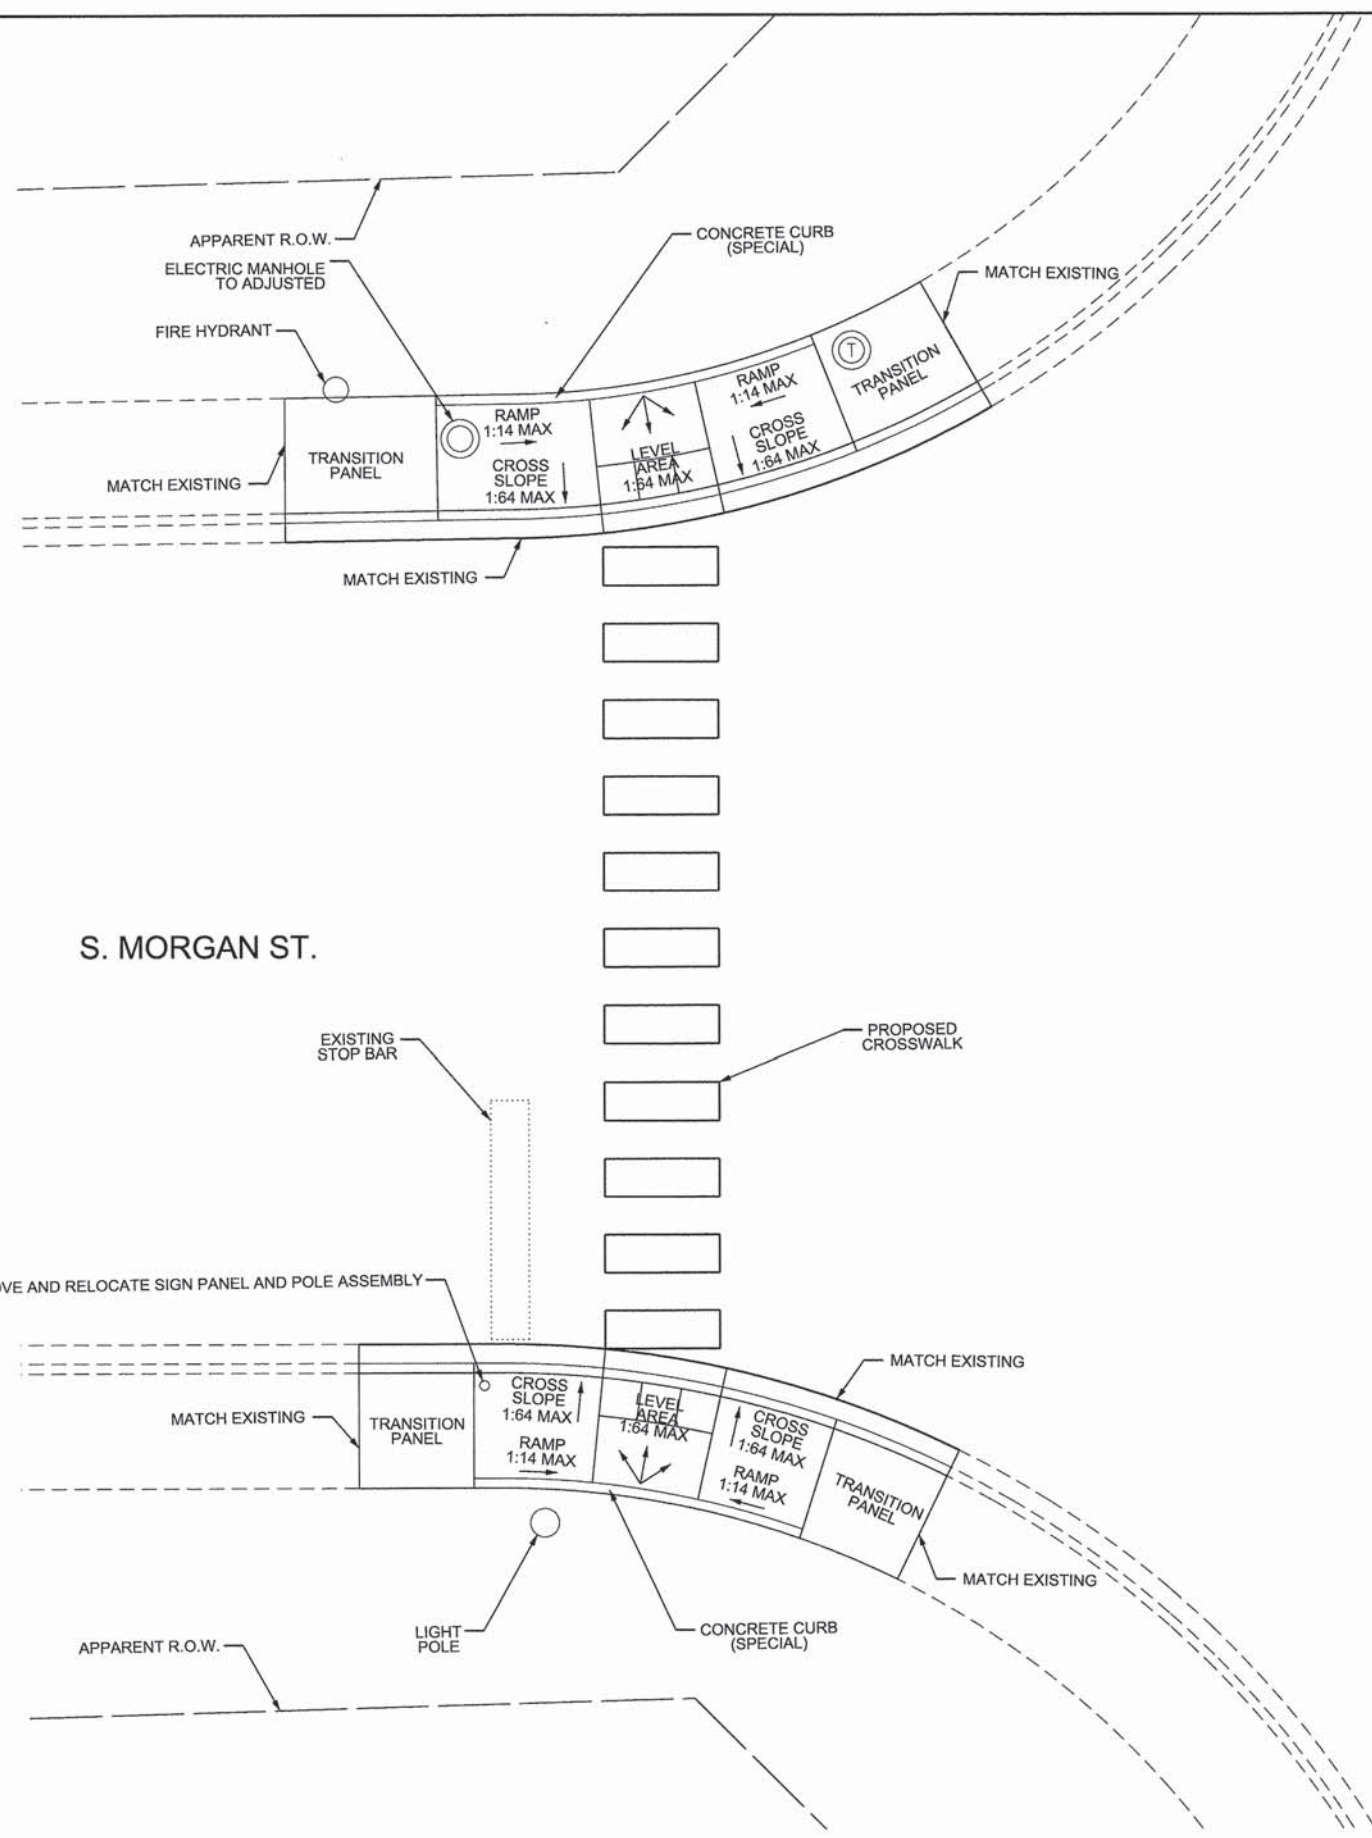 APPARENT R.O.W.
CONCRETE CURB
(SPECIAL)
ELECTRIC MANHOLE
TO ADJUSTED
MATCH EXISTING
FIRE HYDRANT
T
TRANSITION
PANEL
RAMP
1:14 MAX
CROSS
SLOPE
1:64 MAX
RAMP
1:14 MAX
CROSS
SLOPE
1:64 MAX
LEVEL
AREA
1:64 MAX
TRANSITION
PANEL
MATCH EXISTING
MATCH EXISTING
S. MORGAN ST.
EXISTING
STOP BAR
PROPOSED
CROSSWALK
VE AND RELOCATE SIGN PANEL AND POLE ASSEMBLY
MATCH EXISTING
MATCH EXISTING
TRANSITION
PANEL
CROSS
SLOPE
1:64 MAX
RAMP
1:14 MAX
LEVEL
AREA
1:64 MAX
CROSS
SLOPE
1:64 MAX
RAMP
1:14 MAX
TRANSITION
PANEL
MATCH EXISTING
LIGHT
POLE
CONCRETE CURB
(SPECIAL)
APPARENT R.O.W.